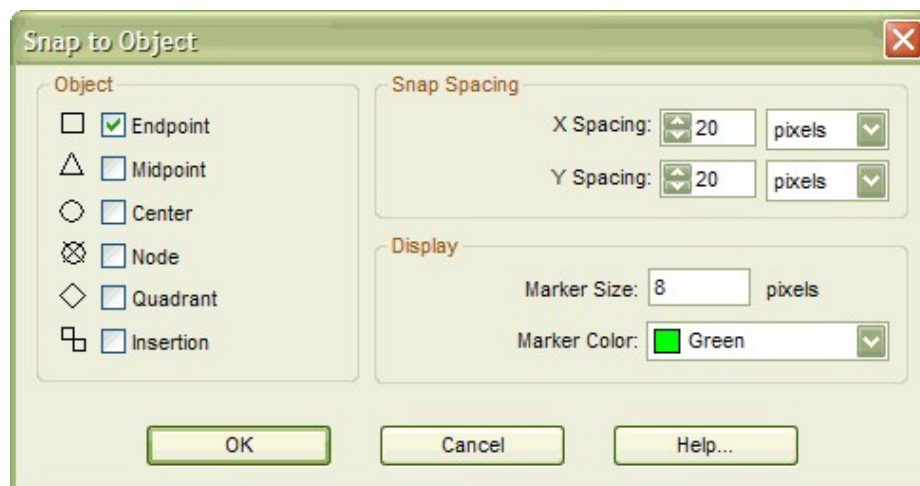 Snap to Object
Object
Endpoint
Midpoint
Center
Node
Quadrant
Insertion
Snap Spacing
X Spacing: 20 pixels
Y Spacing: 20 pixels
Display
Marker Size: 8 pixels
Marker Color: Green
OK Cancel Help...